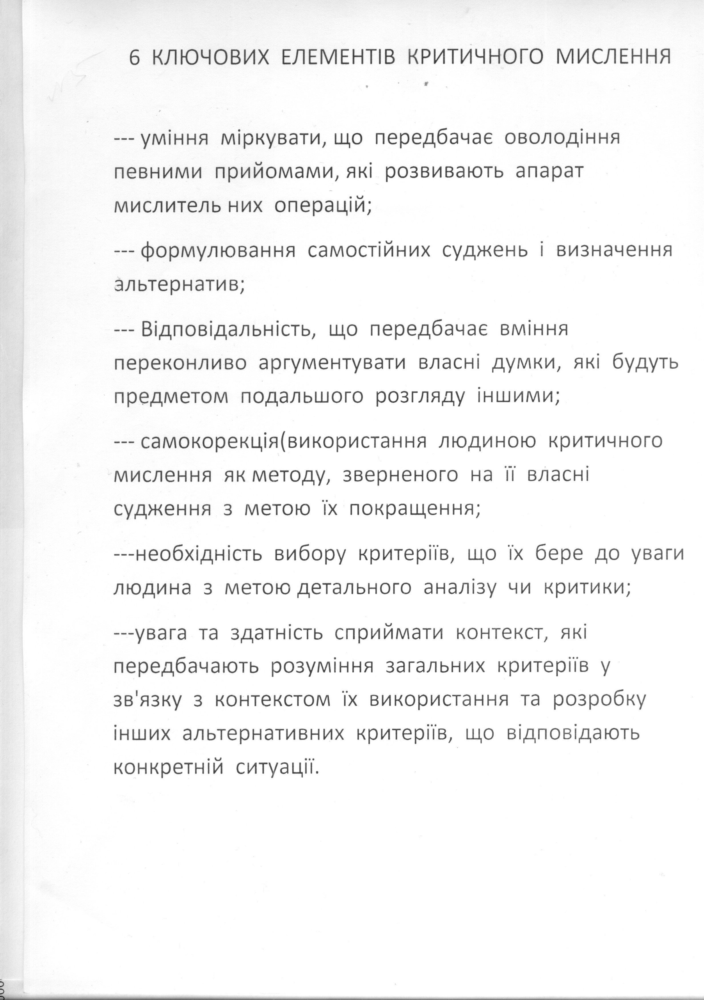 6 КЛЮЧОВИХ ЕЛЕМЕНТІВ КРИТИЧНОГО МИСЛЕННЯ
--- уміння міркувати, що передбачає оволодіння
певними прийомами, які розвивають апарат
мислитель них операцій;
--- формулювання самостійних суджень і визначення
альтернатив;
--- Відповідальність, що передбачає вміння
переконливо аргументувати власні думки, які будуть
предметом подальшого розгляду іншими;
--- самокорекція(використання людиною критичного
мислення як методу, зверненого на її власні
судження з метою їх покращення;
---необхідність вибору критеріїв, що їх бере до уваги
людина з метою детального аналізу чи критики;
---увага та здатність сприймати контекст, які
передбачають розуміння загальних критеріїв у
зв'язку з контекстом їх використання та розробку
інших альтернативних критеріїв, що відповідають
конкретній ситуації.